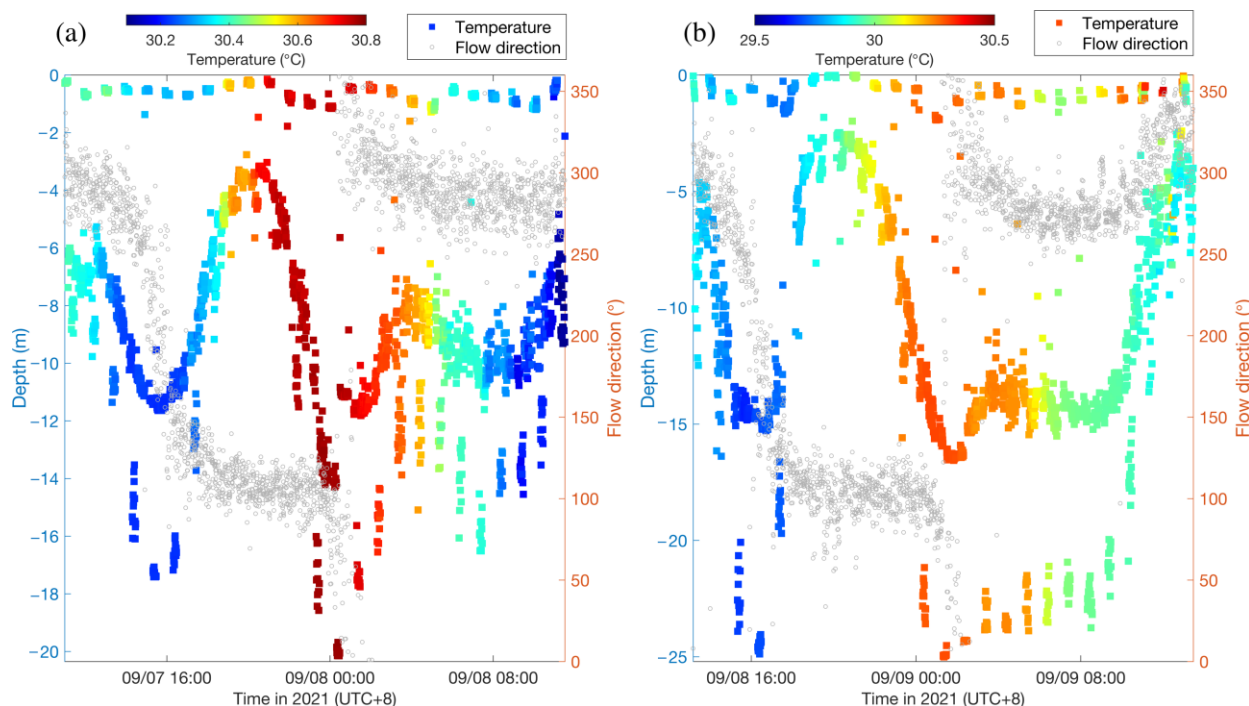 (a)
30.2 30.4 30.6 30.8
Temperature (°C)
Temperature
Flow direction
0
−2
−4
−6
−8
−10
−12
−14
−16
−18
−20
Depth (m)
350
300
250
200
150
100
50
0
Flow direction (°)
09/07 16:00 09/08 00:00 09/08 08:00
Time in 2021 (UTC+8)
(b)
29.5 30 30.5
Temperature (°C)
Temperature
Flow direction
0
−5
−10
−15
−20
−25
Depth (m)
350
300
250
200
150
100
50
0
Flow direction (°)
09/08 16:00 09/09 00:00 09/09 08:00
Time in 2021 (UTC+8)